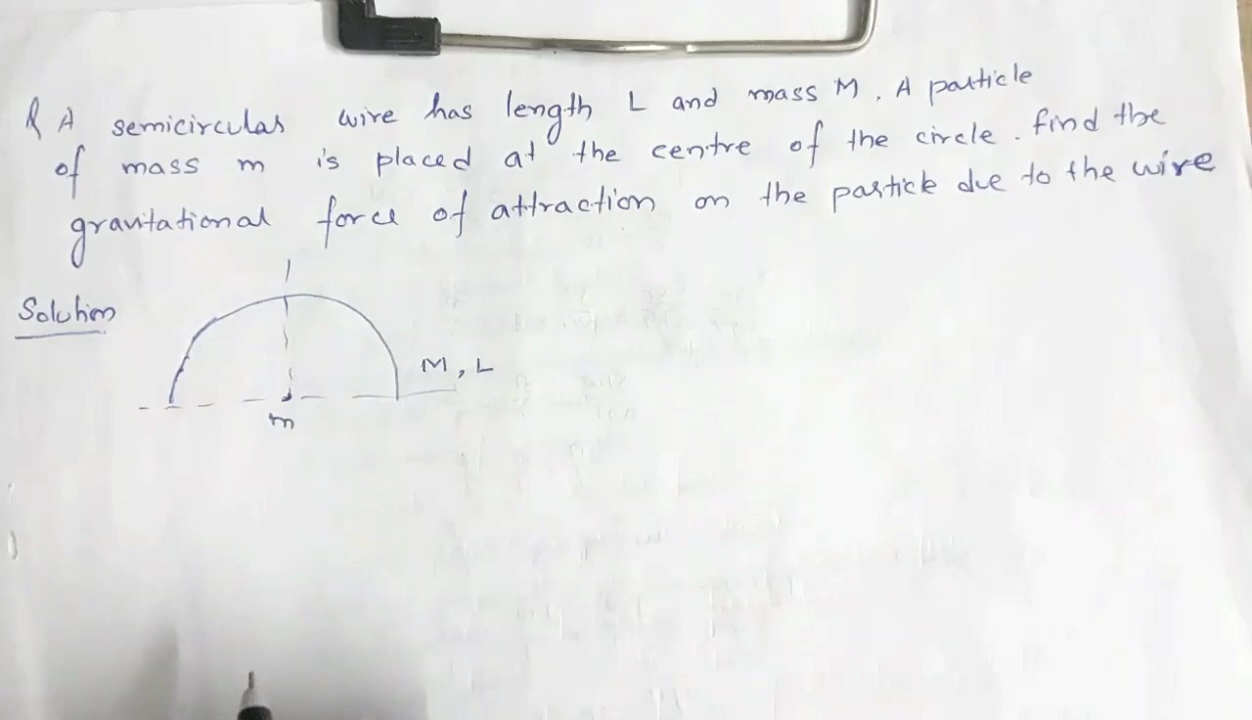 Q A semicircular wire has length L and mass M. A particle
of mass m is placed at the centre of the circle. find the
gravitational force of attraction on the particle due to the wire
Solution
M, L
m